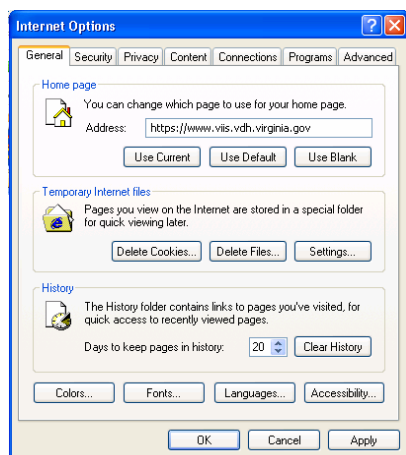 Internet Options
General Security Privacy Content Connections Programs Advanced
Home page
You can change which page to use for your home page.
Address: https://www.viis.vdh.virginia.gov
Use Current Use Default Use Blank
Temporary Internet files
Pages you view on the Internet are stored in a special folder
for quick viewing later.
Delete Cookies... Delete Files... Settings...
History
The History folder contains links to pages you've visited, for
quick access to recently viewed pages.
Days to keep pages in history: 20 Clear History
Colors... Fonts... Languages... Accessibility...
OK Cancel Apply